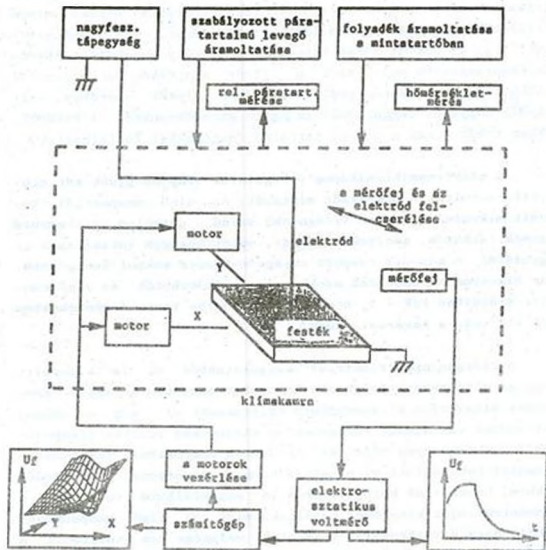 nagyfesz.
tápegység
szabályozott pára-
tartalmú levegő
áramoltatása
folyadék áramoltatása
a mintatartóban
rel. páratart.
mérése
hőmérséklet-
mérés
a mérőfej és az
elektród fel-
cserélése
motor
elektród
Y
mérőfej
motor
X
festék
klímakamra
Uf
Y
X
a motorok
vezérlése
számítógép
elektro-
sztatikus
voltmérő
Uf
t